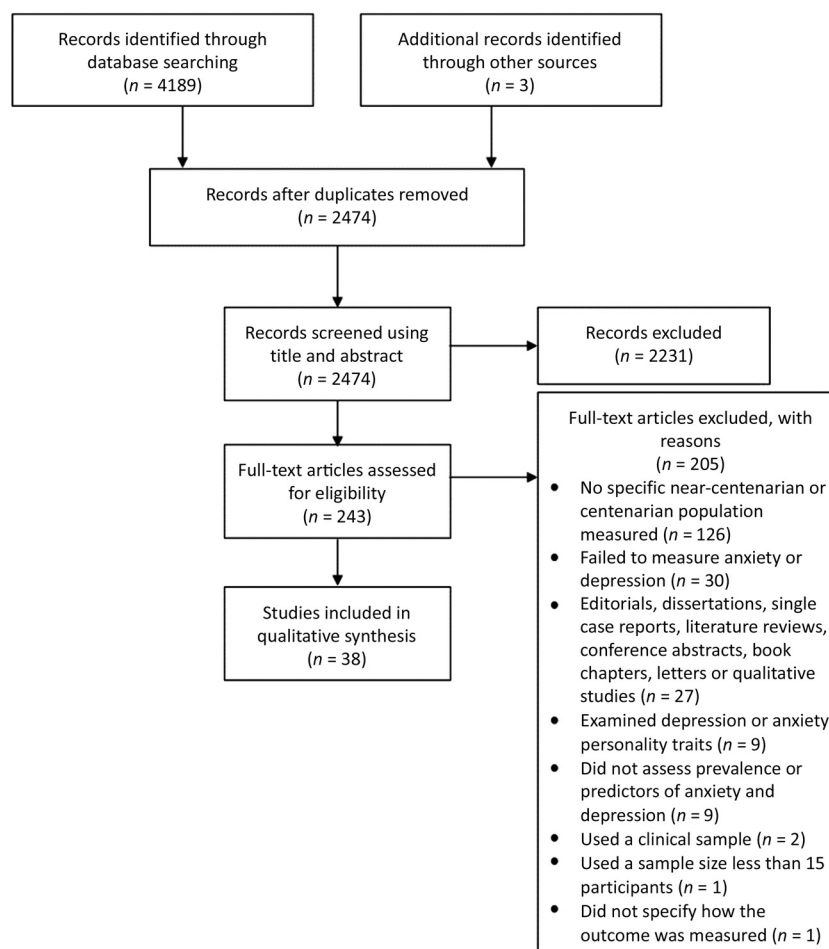 Records identified through
database searching
(n = 4189)
Additional records identified
through other sources
(n = 3)
Records after duplicates removed
(n = 2474)
Records screened using
title and abstract
(n = 2474)
Records excluded
(n = 2231)
Full-text articles assessed
for eligibility
(n = 243)
Full-text articles excluded, with
reasons
(n = 205)
• No specific near-centenarian or
centenarian population
measured (n = 126)
• Failed to measure anxiety or
depression (n = 30)
• Editorials, dissertations, single
case reports, literature reviews,
conference abstracts, book
chapters, letters or qualitative
studies (n = 27)
• Examined depression or anxiety
personality traits (n = 9)
• Did not assess prevalence or
predictors of anxiety and
depression (n = 9)
• Used a clinical sample (n = 2)
• Used a sample size less than 15
participants (n = 1)
• Did not specify how the
outcome was measured (n = 1)
Studies included in
qualitative synthesis
(n = 38)